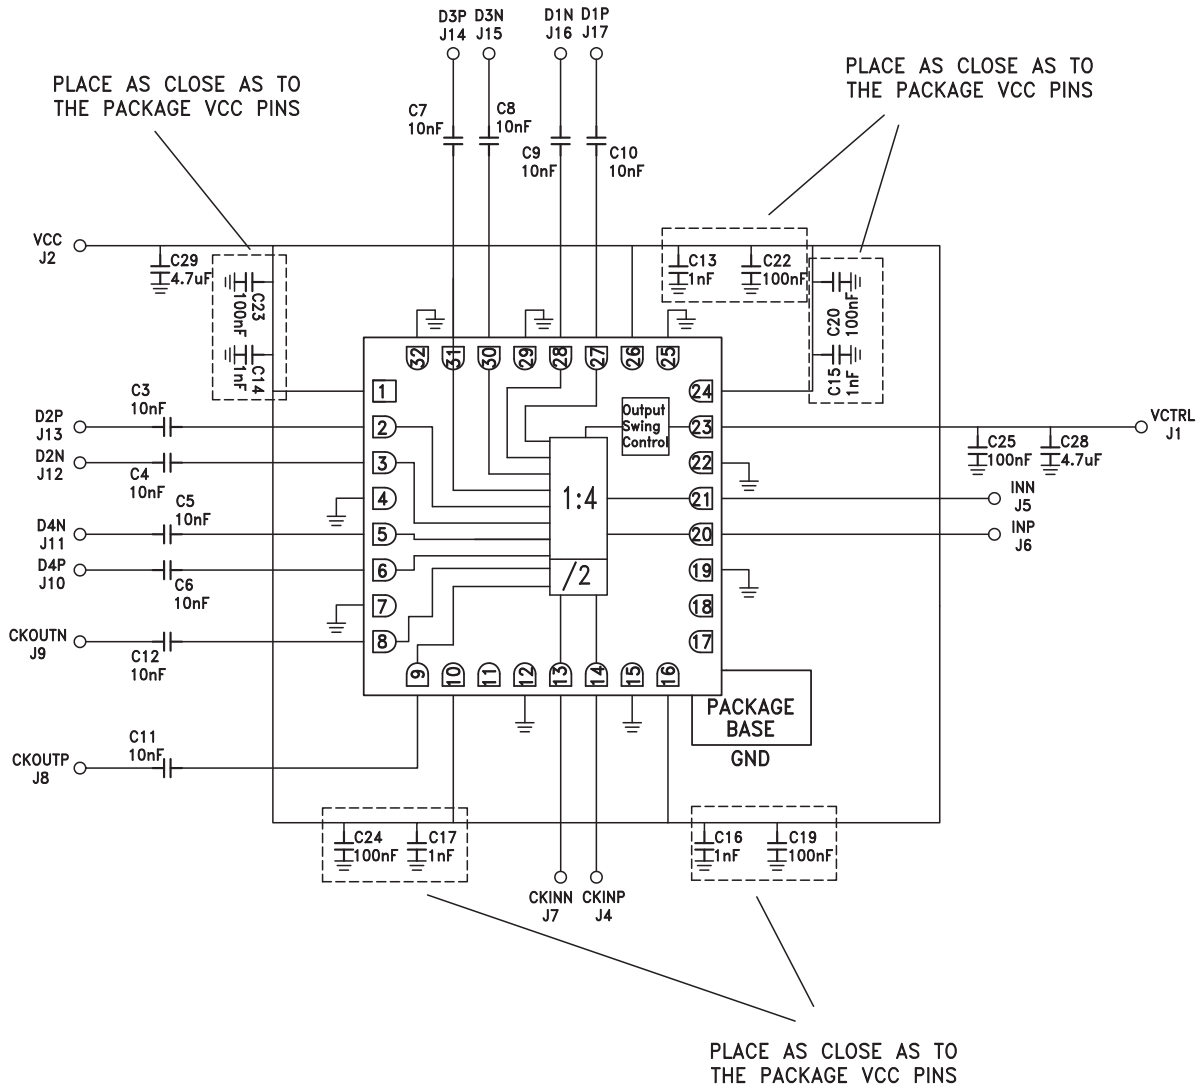 D3P D3N D1N D1P
J14 J15 J16 J17
PLACE AS CLOSE AS TO
THE PACKAGE VCC PINS
PLACE AS CLOSE AS TO
THE PACKAGE VCC PINS
C7
10nF
C8
10nF
C9
10nF
C10
10nF
VCC
J2
C29
4.7uF
C23
100nF
C14
1nF
C13
1nF
C22
100nF
C20
100nF
C15
1nF
32 31 30 29 28 27 26 25
1
2
3
4
5
6
7
8
24
23
22
21
20
19
18
17
9 10 11 12 13 14 15 16
Output
Swing
Control
1:4
/2
C3
10nF
D2P
J13
D2N
J12
C4
10nF
C5
10nF
D4N
J11
D4P
J10
C6
10nF
CKOUTN
J9
C12
10nF
C11
10nF
CKOUTP
J8
VCTRL
J1
C25
100nF
C28
4.7uF
INN
J5
INP
J6
PACKAGE
BASE
GND
C24
100nF
C17
1nF
C16
1nF
C19
100nF
CKINN CKINP
J7 J4
PLACE AS CLOSE AS TO
THE PACKAGE VCC PINS